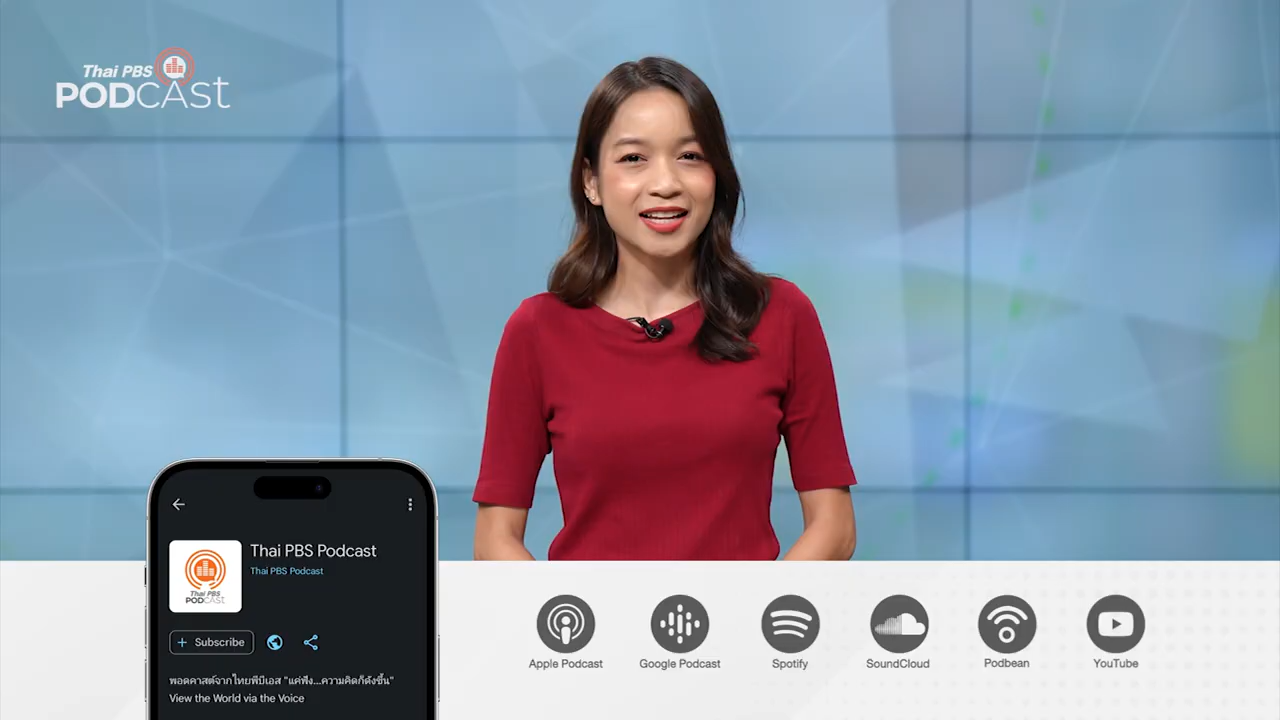 Thai PBS
PODCAST
Thai PBS Podcast
Thai PBS Podcast
Thai PBS
PODCAST
+ Subscribe
พอดคาสต์จากไทยพีบีเอส "แค่ฟัง...ความคิดก็ดังขึ้น"
View the World via the Voice
Apple Podcast
Google Podcast
Spotify
SoundCloud
Podbean
YouTube